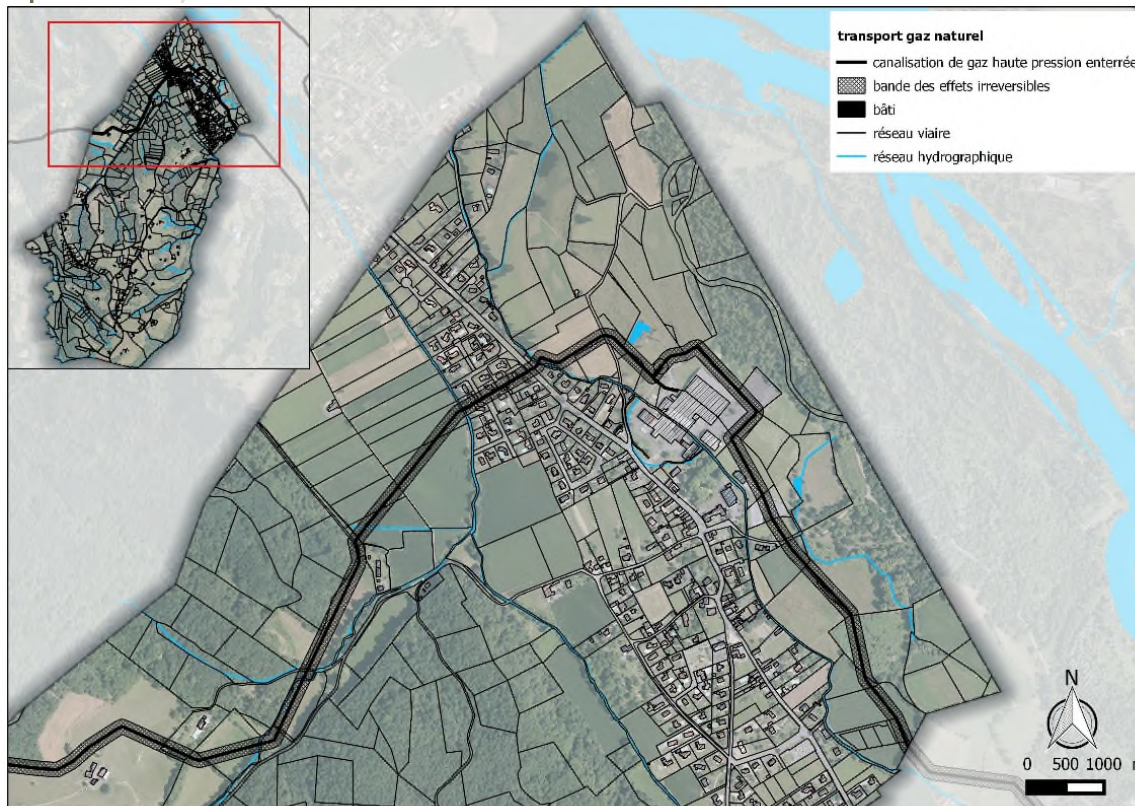 transport gaz naturel
canalisation de gaz haute pression enterrée
bande des effets irreversibles
bâti
réseau viaire
réseau hydrographique
N
0 500 1000 m